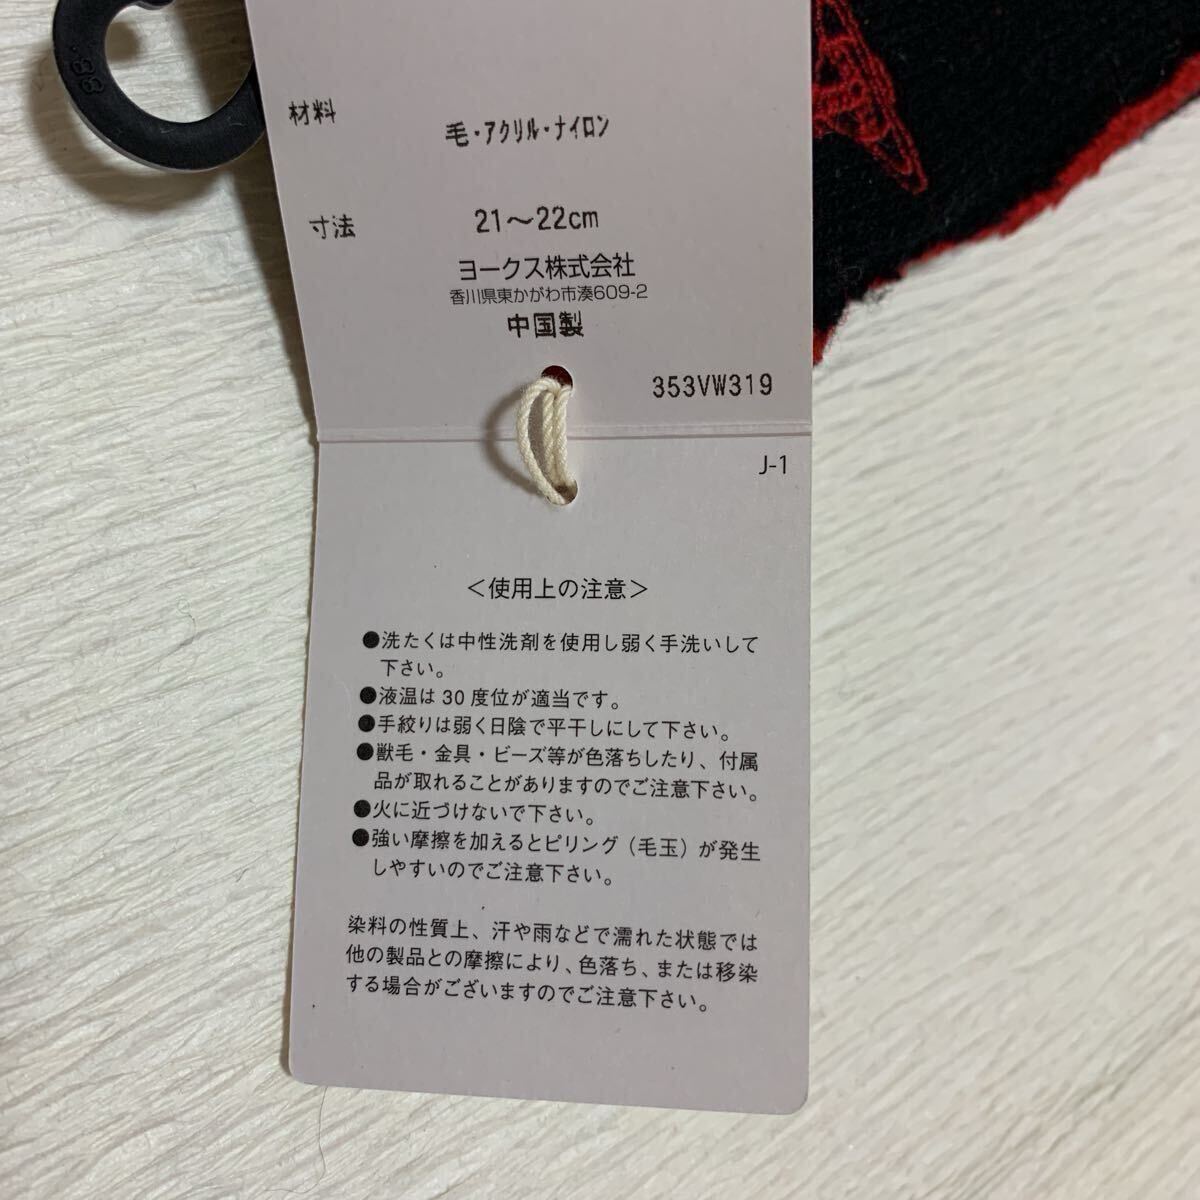 88.
材料
毛・アクリル・ナイロン
寸法
21～22cm
ヨークス株式会社
香川県東かがわ市湊609-2
中国製
353VW319
J-1
＜使用上の注意＞
●洗たくは中性洗剤を使用し弱く手洗いして
下さい。
●液温は 30 度位が適当です。
●手絞りは弱く日陰で平干しにして下さい。
●獣毛・金具・ビーズ等が色落ちしたり、付属
品が取れることがありますのでご注意下さい。
●火に近づけないで下さい。
●強い摩擦を加えるとピリング（毛玉）が発生
しやすいのでご注意下さい。
染料の性質上、汗や雨などで濡れた状態では
他の製品との摩擦により、色落ち、または移染
する場合がございますのでご注意下さい。